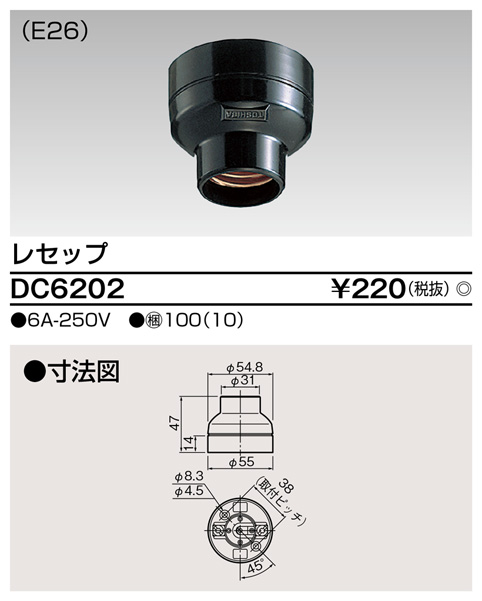 (E26)
TOSHIBA
レセップ
DC6202 ¥220(税抜)◎
●6A-250V ●㊣100(10)
●寸法図
φ54.8
φ31
47
14
φ55
φ8.3
φ4.5
38
(取付ピッチ)
45°